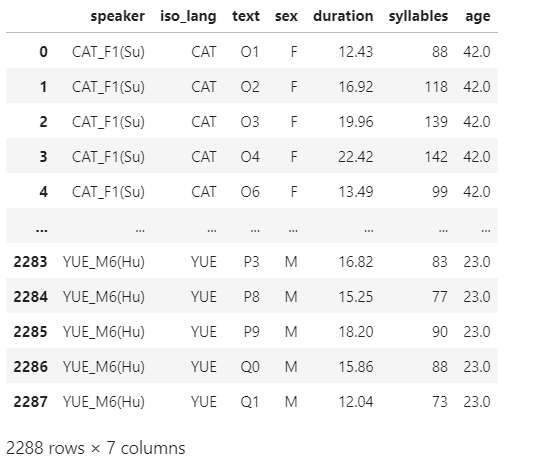 speaker iso_lang text sex duration syllables age
0 CAT_F1(Su) CAT O1 F 12.43 88 42.0
1 CAT_F1(Su) CAT O2 F 16.92 118 42.0
2 CAT_F1(Su) CAT O3 F 19.96 139 42.0
3 CAT_F1(Su) CAT O4 F 22.42 142 42.0
4 CAT_F1(Su) CAT O6 F 13.49 99 42.0
... ... ... ... ... ... ... ...
2283 YUE_M6(Hu) YUE P3 M 16.82 83 23.0
2284 YUE_M6(Hu) YUE P8 M 15.25 77 23.0
2285 YUE_M6(Hu) YUE P9 M 18.20 90 23.0
2286 YUE_M6(Hu) YUE Q0 M 15.86 88 23.0
2287 YUE_M6(Hu) YUE Q1 M 12.04 73 23.0
2288 rows × 7 columns